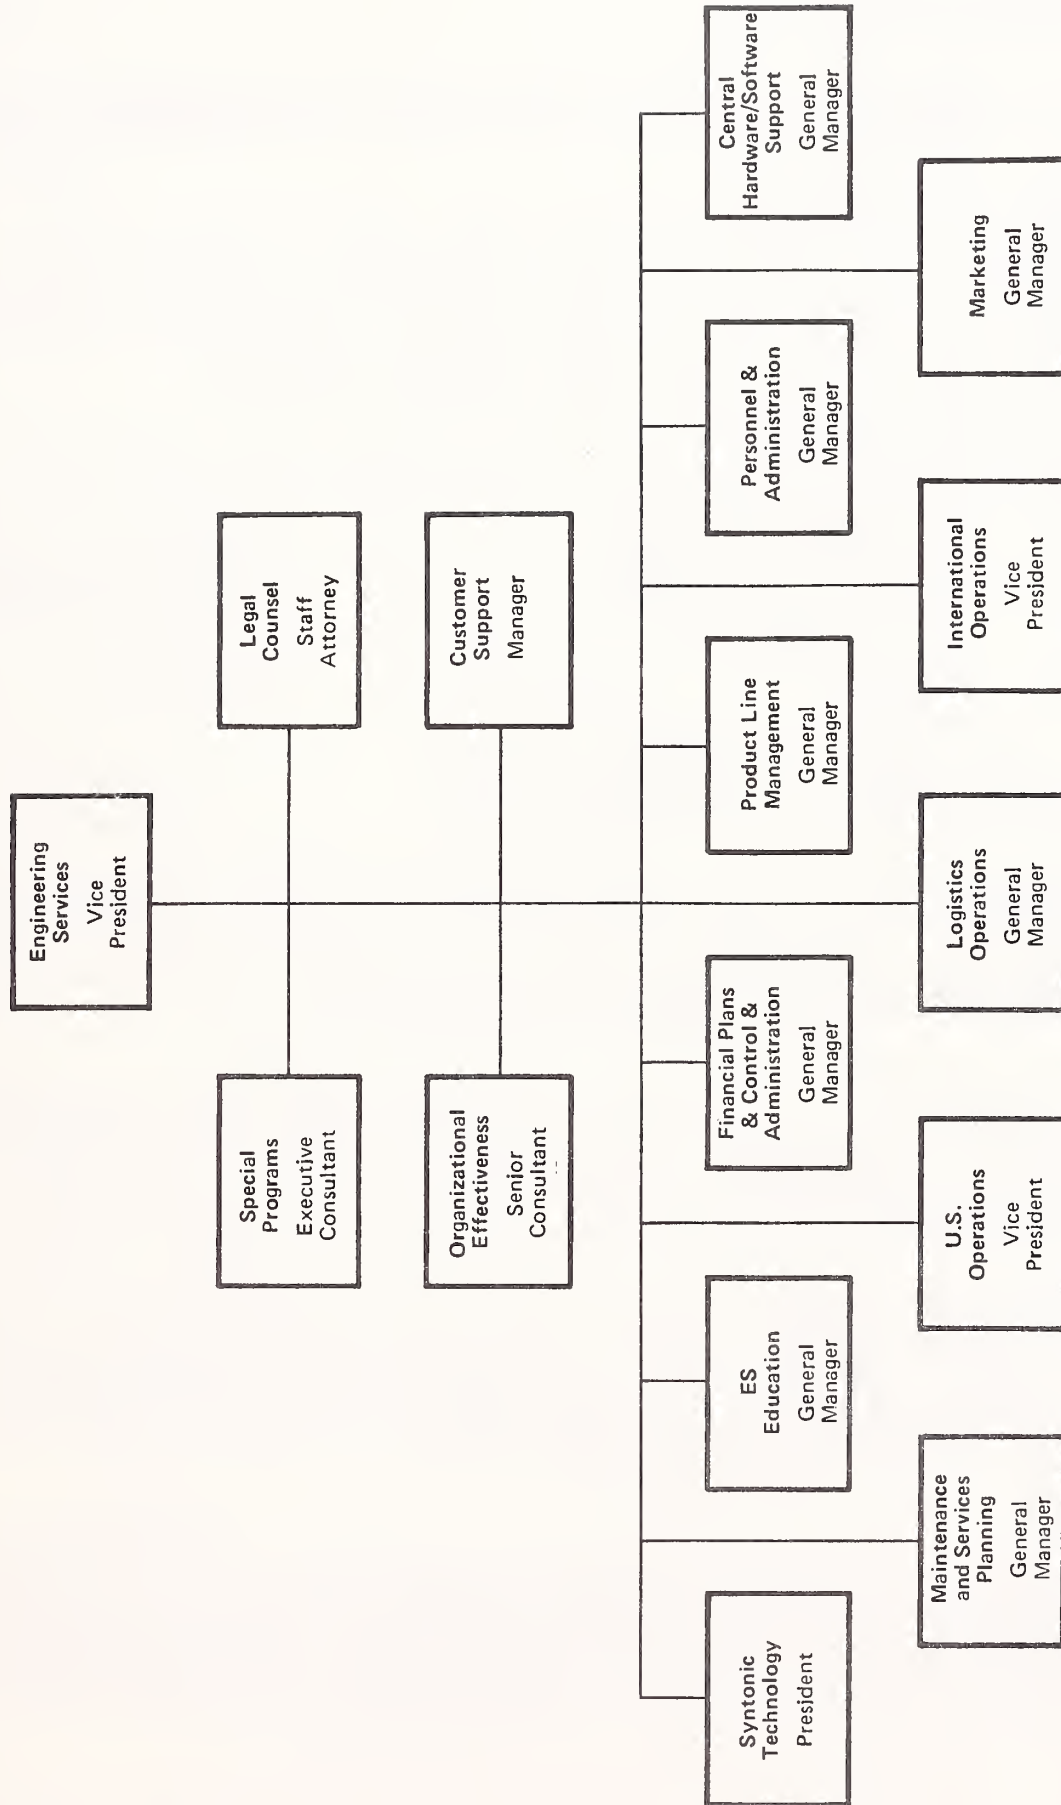 Engineering
Services
Vice
President
Special
Programs
Executive
Consultant
Legal
Counsel
Staff
Attorney
Organizational
Effectiveness
Senior
Consultant
Customer
Support
Manager
Syntonic
Technology
President
ES
Education
General
Manager
Financial Plans
& Control &
Administration
General
Manager
Product Line
Management
General
Manager
Personnel &
Administration
General
Manager
Central
Hardware/Software
Support
General
Manager
Maintenance
and Services
Planning
General
Manager
U.S.
Operations
Vice
President
Logistics
Operations
General
Manager
International
Operations
Vice
President
Marketing
General
Manager